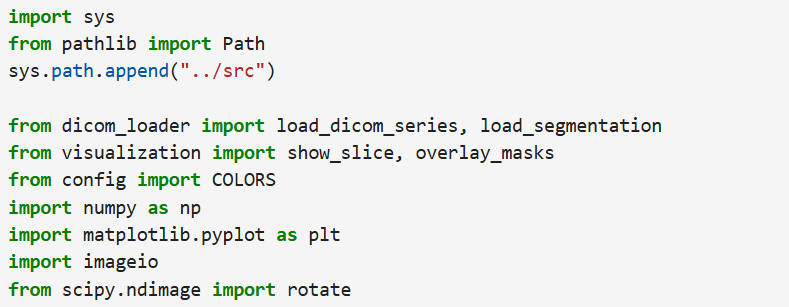 import sys
from pathlib import Path
sys.path.append("../src")
from dicom_loader import load_dicom_series, load_segmentation
from visualization import show_slice, overlay_masks
from config import COLORS
import numpy as np
import matplotlib.pyplot as plt
import imageio
from scipy.ndimage import rotate